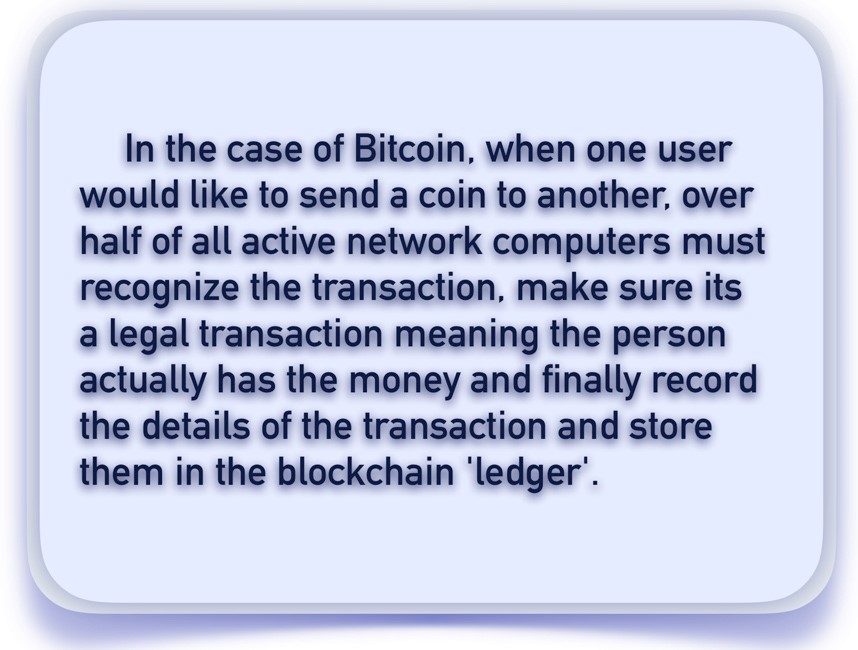 In the case of Bitcoin, when one user
would like to send a coin to another, over
half of all active network computers must
recognize the transaction, make sure its
a legal transaction meaning the person
actually has the money and finally record
the details of the transaction and store
them in the blockchain 'ledger'.